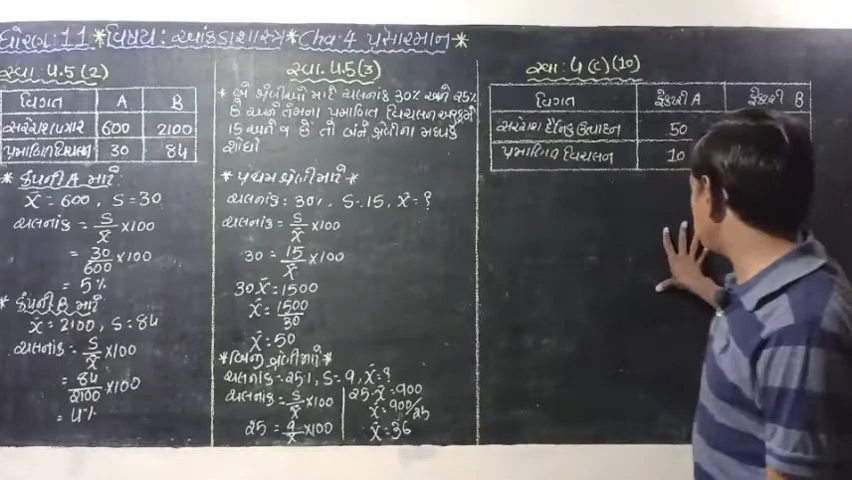 ધોરણ: 11 * વિષય: આંકડાશાસ્ત્ર * Cha: 4 પ્રસારમાન *
સ્વા: 4.5 (2)
વિગત A B
સરેરાશ પગાર 600 2100
પ્રમાણિત વિચલન 30 84
* કંપની A માટે
x̄ = 600, S = 30
ચલનાંક = S/x̄ × 100
= 30/600 × 100
= 5 %
* કંપની B માટે
x̄ = 2100, S = 84
ચલનાંક = S/x̄ × 100
= 84/2100 × 100
= 4%
સ્વા: 4.5 (3)
* બે શ્રેણીઓ માટે ચલનાંક 30% અને 25%
છે અને તેમના પ્રમાણિત વિચલન અનુક્રમે
15 અને 9 છે તો બંને શ્રેણીના મધ્યક
શોધો
* પ્રથમ શ્રેણી માટે *
ચલનાંક = 30%, S = 15, x̄ = ?
ચલનાંક = S/x̄ × 100
30 = 15/x̄ × 100
30 x̄ = 1500
x̄ = 1500/30
x̄ = 50
* બીજી શ્રેણી માટે *
ચલનાંક = 25%, S = 9, x̄ = ?
ચલનાંક = S/x̄ × 100
25 = 9/x̄ × 100
25 · x̄ = 900
x̄ = 900/25
x̄ = 36
સ્વા: 4 (c) (10)
વિગત ફેક્ટરી A ફેક્ટરી B
સરેરાશ દૈનિક ઉત્પાદન 50
પ્રમાણિત વિચલન 10